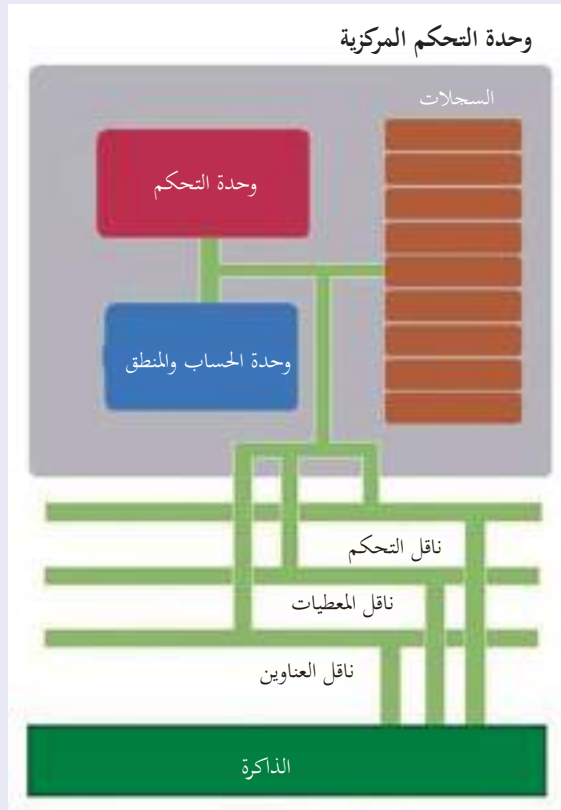 وحدة التحكم المركزية
السجلات
وحدة التحكم
وحدة الحساب والمنطق
ناقل التحكم
ناقل المعطيات
ناقل العناوين
الذاكرة